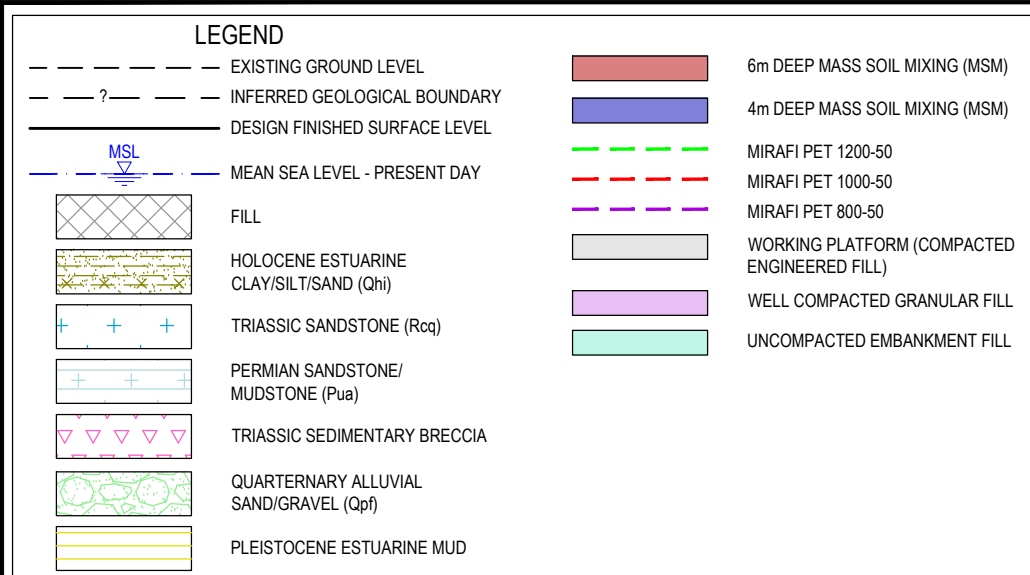 LEGEND
EXISTING GROUND LEVEL
?
INFERRED GEOLOGICAL BOUNDARY
DESIGN FINISHED SURFACE LEVEL
MSL
MEAN SEA LEVEL - PRESENT DAY
FILL
HOLOCENE ESTUARINE
CLAY/SILT/SAND (Qhi)
TRIASSIC SANDSTONE (Rcq)
PERMIAN SANDSTONE/
MUDSTONE (Pua)
TRIASSIC SEDIMENTARY BRECCIA
QUARTERNARY ALLUVIAL
SAND/GRAVEL (Qpf)
PLEISTOCENE ESTUARINE MUD
6m DEEP MASS SOIL MIXING (MSM)
4m DEEP MASS SOIL MIXING (MSM)
MIRAFI PET 1200-50
MIRAFI PET 1000-50
MIRAFI PET 800-50
WORKING PLATFORM (COMPACTED
ENGINEERED FILL)
WELL COMPACTED GRANULAR FILL
UNCOMPACTED EMBANKMENT FILL